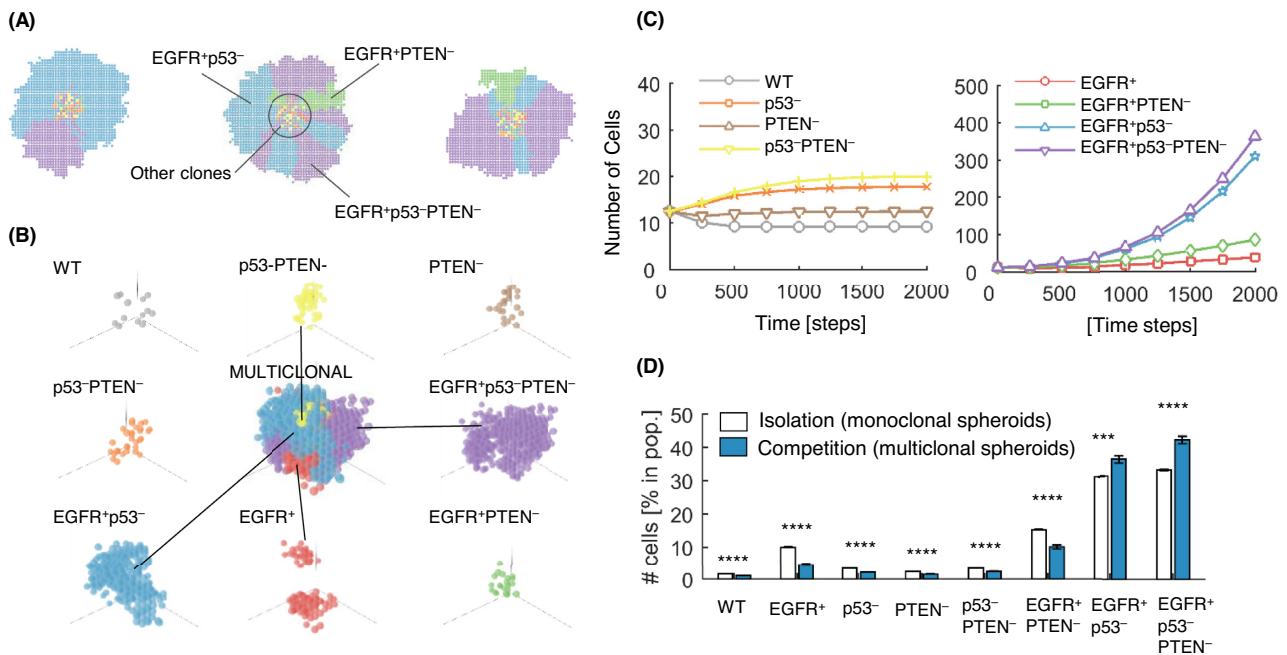 (A)
EGFR⁺p53⁻
EGFR⁺PTEN⁻
Other clones
EGFR⁺p53⁻PTEN⁻
(B)
WT
p53-PTEN-
PTEN⁻
p53⁻PTEN⁻
MULTICLONAL
EGFR⁺p53⁻PTEN⁻
EGFR⁺p53⁻
EGFR⁺
EGFR⁺PTEN⁻
(C)
Number of Cells
40
30
20
10
0
WT
p53⁻
PTEN⁻
p53⁻PTEN⁻
0 500 1000 1500 2000
Time [steps]
500
400
300
200
100
0
EGFR⁺
EGFR⁺PTEN⁻
EGFR⁺p53⁻
EGFR⁺p53⁻PTEN⁻
0 500 1000 1500 2000
[Time steps]
(D)
# cells [% in pop.]
50
40
30
20
10
0
Isolation (monoclonal spheroids)
Competition (multiclonal spheroids)
**** **** **** **** **** **** *** ****
WT
EGFR⁺
p53⁻
PTEN⁻
p53⁻
PTEN⁻
EGFR⁺
PTEN⁻
EGFR⁺
p53⁻
EGFR⁺
p53⁻
PTEN⁻